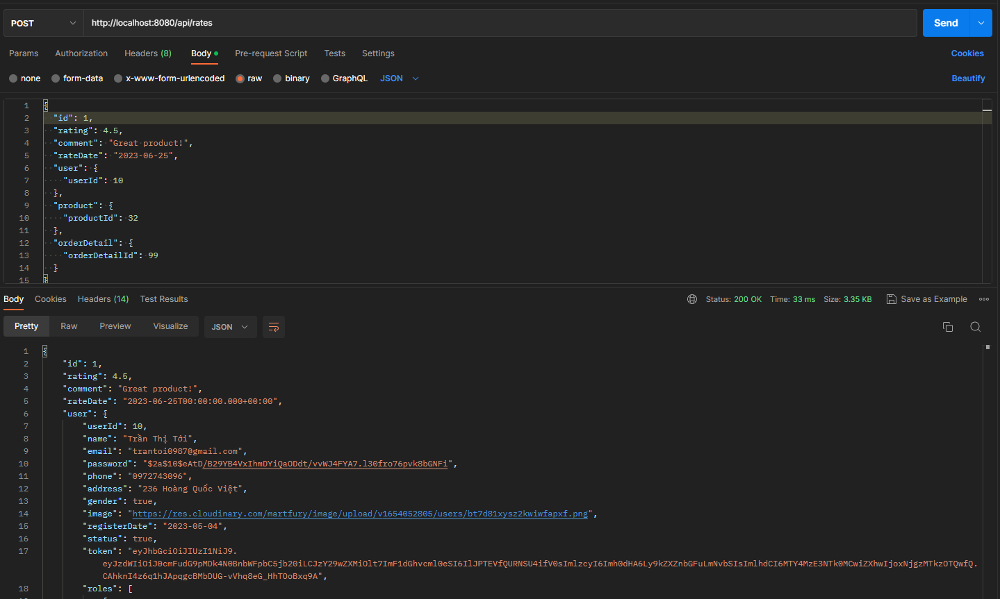 POST
http://localhost:8080/api/rates
Send
Params Authorization Headers (8) Body Pre-request Script Tests Settings Cookies
none form-data x-www-form-urlencoded raw binary GraphQL JSON Beautify
1 {
2 "id": 1,
3 "rating": 4.5,
4 "comment": "Great product!",
5 "rateDate": "2023-06-25",
6 "user": {
7 "userId": 10
8 },
9 "product": {
10 "productId": 32
11 },
12 "orderDetail": {
13 "orderDetailId": 99
14 }
15 }
Body Cookies Headers (14) Test Results Status: 200 OK Time: 33 ms Size: 3.35 KB Save as Example
Pretty Raw Preview Visualize JSON
1 {
2 "id": 1,
3 "rating": 4.5,
4 "comment": "Great product!",
5 "rateDate": "2023-06-25T00:00:00.000+00:00",
6 "user": {
7 "userId": 10,
8 "name": "Trần Thị Tới",
9 "email": "trantoi0987@gmail.com",
10 "password": "$2a$10$eAtD/B29YB4VxIhmDYiQaODdt/vvWJ4FYA7.l30fro76pvk8bGNFi",
11 "phone": "0972743096",
12 "address": "236 Hoàng Quốc Việt",
13 "gender": true,
14 "image": "https://res.cloudinary.com/martfury/image/upload/v1654052805/users/bt7d81xysz2kwiwfapxf.png",
15 "registerDate": "2023-05-04",
16 "status": true,
17 "token": "eyJhbGciOiJIUzI1NiJ9.
eyJzdWIiOiJ0cmFudG9pMDk4N0BnbWFpbC5jb20iLCJzY29wZXMiOlt7ImF1dGhvcml0eSI6IlJPTEVfQURNSU4ifV0sImlzcyI6Imh0dHA6Ly9kZXZnbGFuLmNvbSIsImlhdCI6MTY4MzE3NTk0MCwiZXhwIjoxNjgzMTkzOTQwfQ.
CAhknI4z6q1hJApqgcBMbDUG-vVhq8eG_HhTOoBxq9A",
18 "roles": [